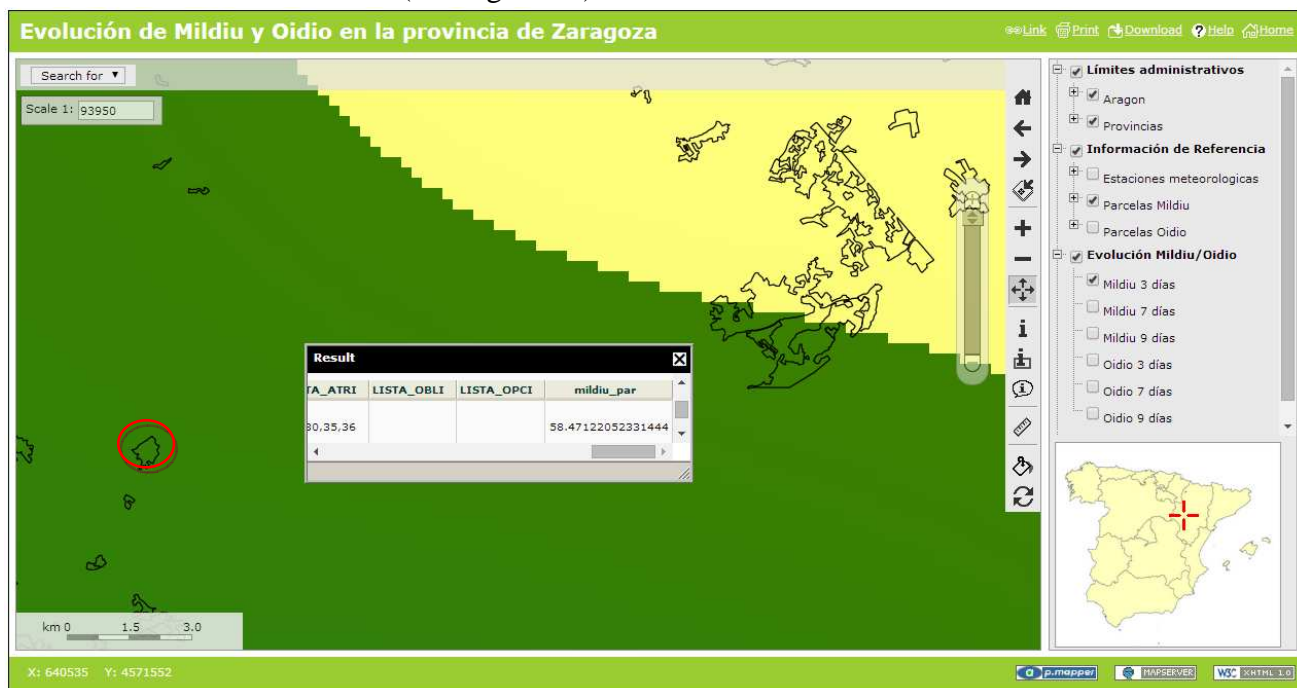 Evolución de Mildiu y Oidio en la provincia de Zaragoza
Link Print Download Help Home
Search for ▼
Scale 1: 93950
Límites administrativos
Aragon
Provincias
Información de Referencia
Estaciones meteorologicas
Parcelas Mildiu
Parcelas Oidio
Evolución Mildiu/Oidio
Mildiu 3 días
Mildiu 7 días
Mildiu 9 días
Oidio 3 días
Oidio 7 días
Oidio 9 días
Result
TA_ATRI LISTA_OBLI LISTA_OPCI mildiu_par
30,35,36 58.47122052331444
km 0 1.5 3.0
X: 640535 Y: 4571552
p.mapper MAPSERVER W3C XHTML 1.0